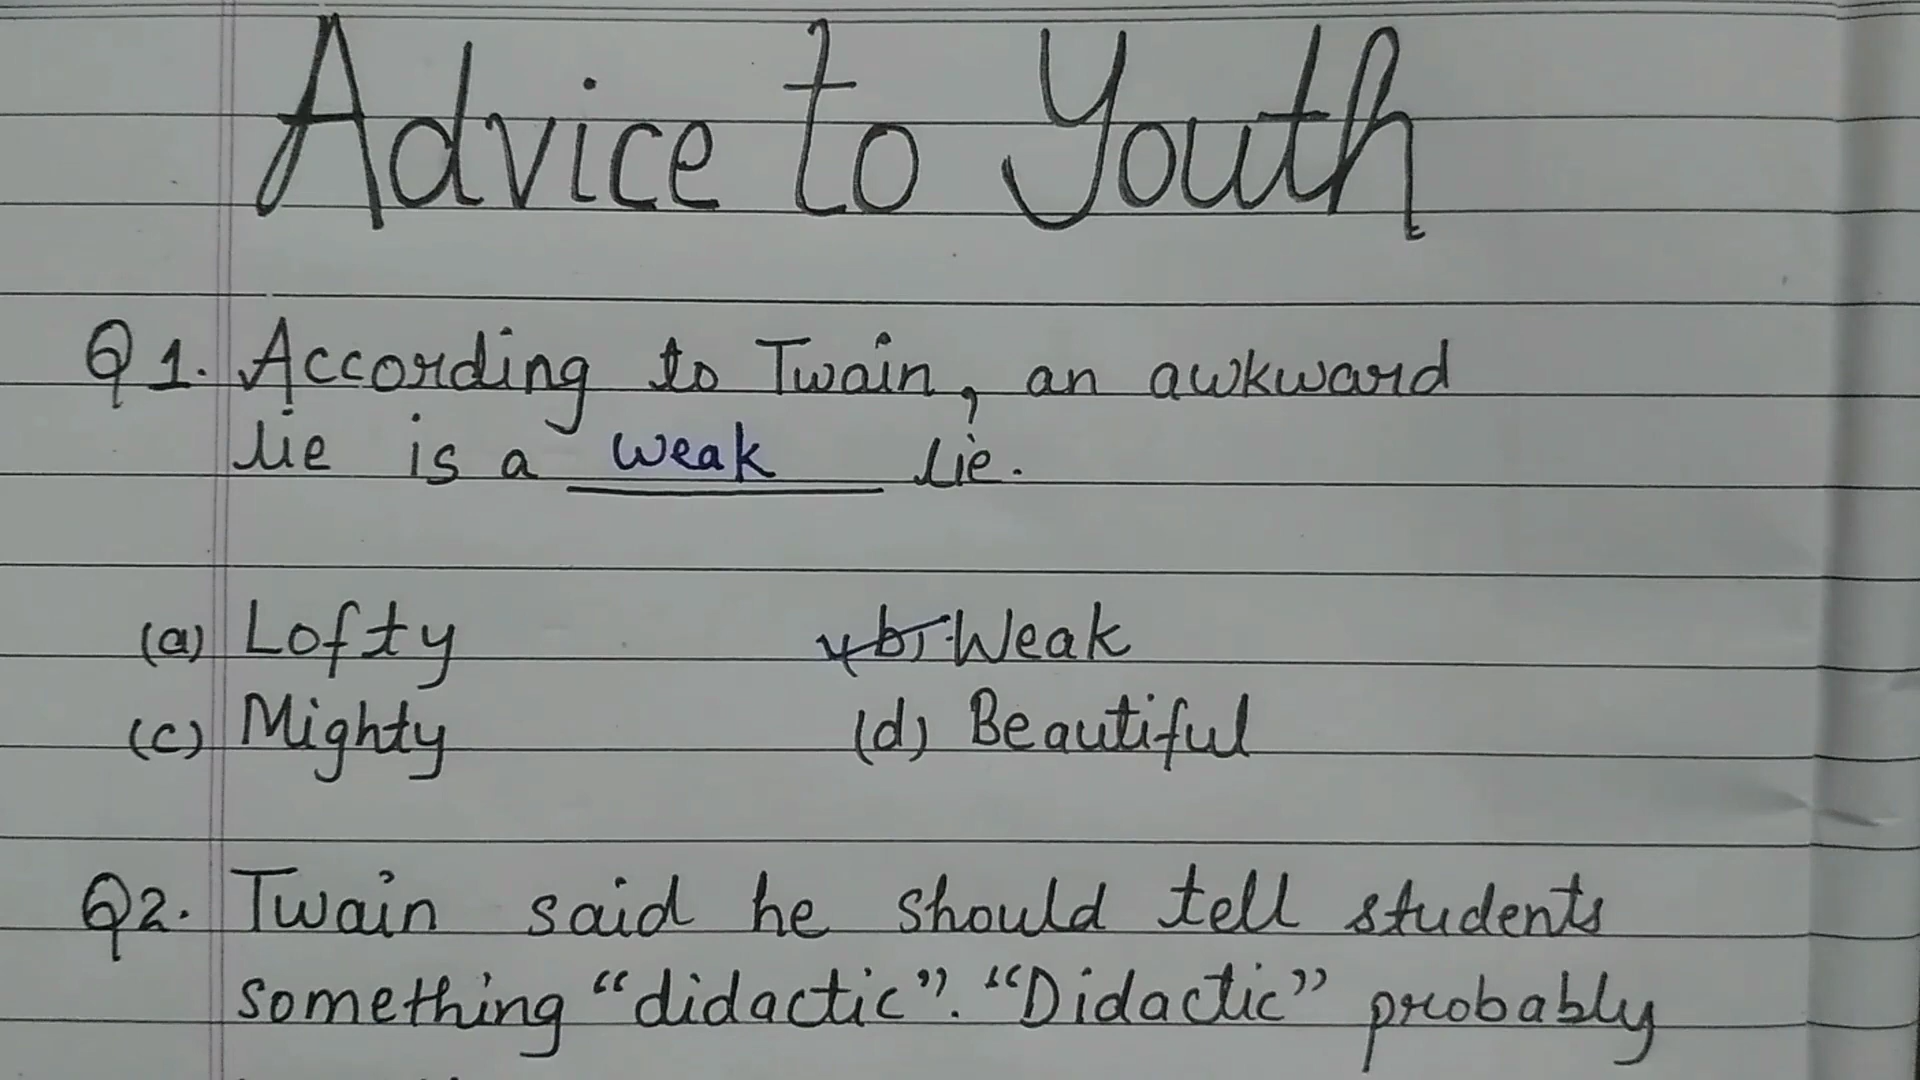 Advice to Youth
Q1. According to Twain, an awkward
lie is a weak lie.
(a) Lofty (b) Weak
(c) Mighty (d) Beautiful
Q2. Twain said he should tell students
something “didactic”. “Didactic” probably